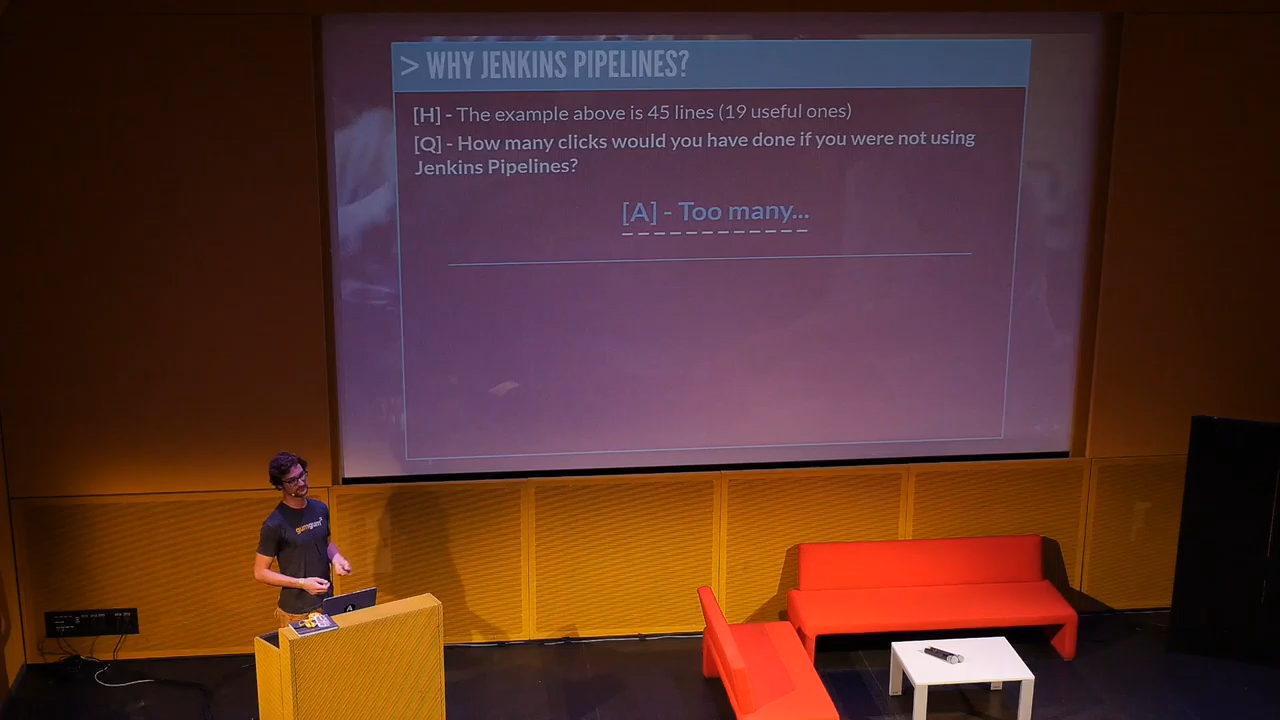 > WHY JENKINS PIPELINES?
[H] - The example above is 45 lines (19 useful ones)
[Q] - How many clicks would you have done if you were not using
Jenkins Pipelines?
[A] - Too many...
gumgum